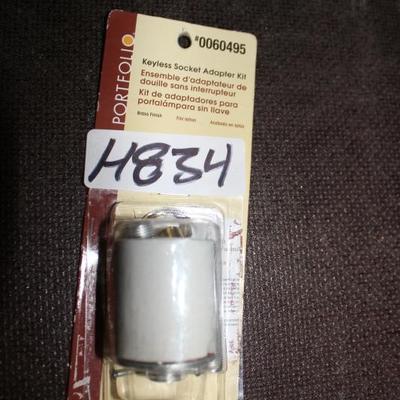 PORTFOLIO
#0060495
Keyless Socket Adapter Kit
Ensemble d'adaptateur de
douille sans interrupteur
Kit de adaptadores para
portalámpara sin llave
Brass Finish
H834